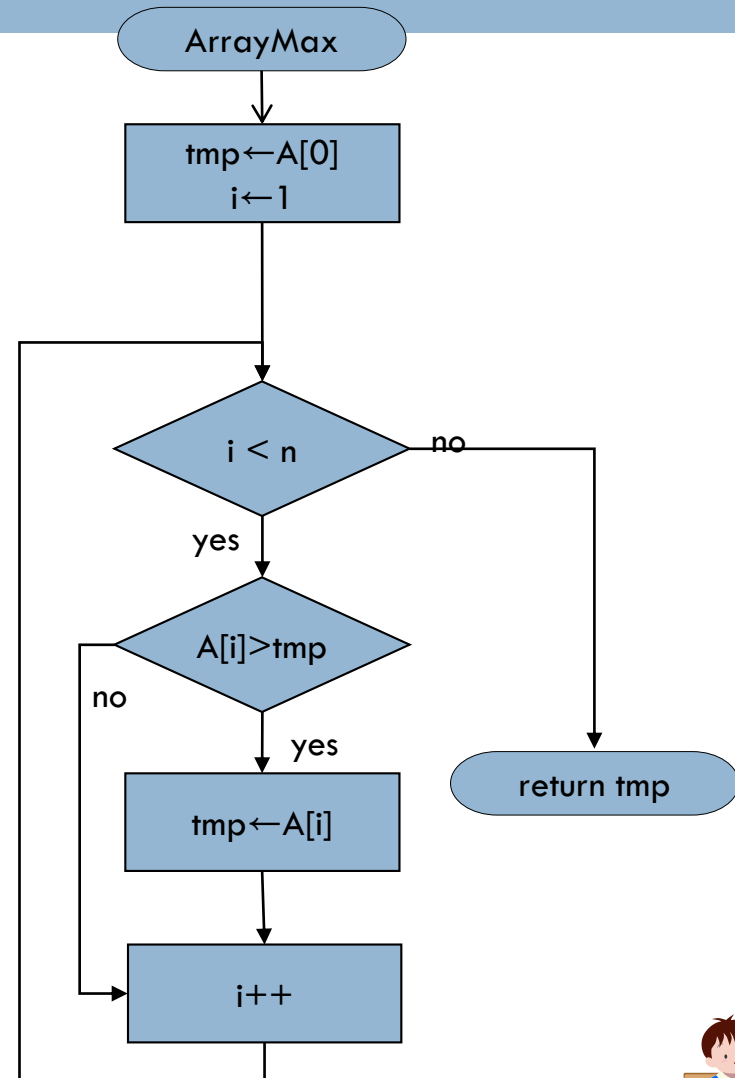 ArrayMax
tmp←A[0]
i←1
i < n
no
yes
A[i]>tmp
no
yes
tmp←A[i]
return tmp
i++